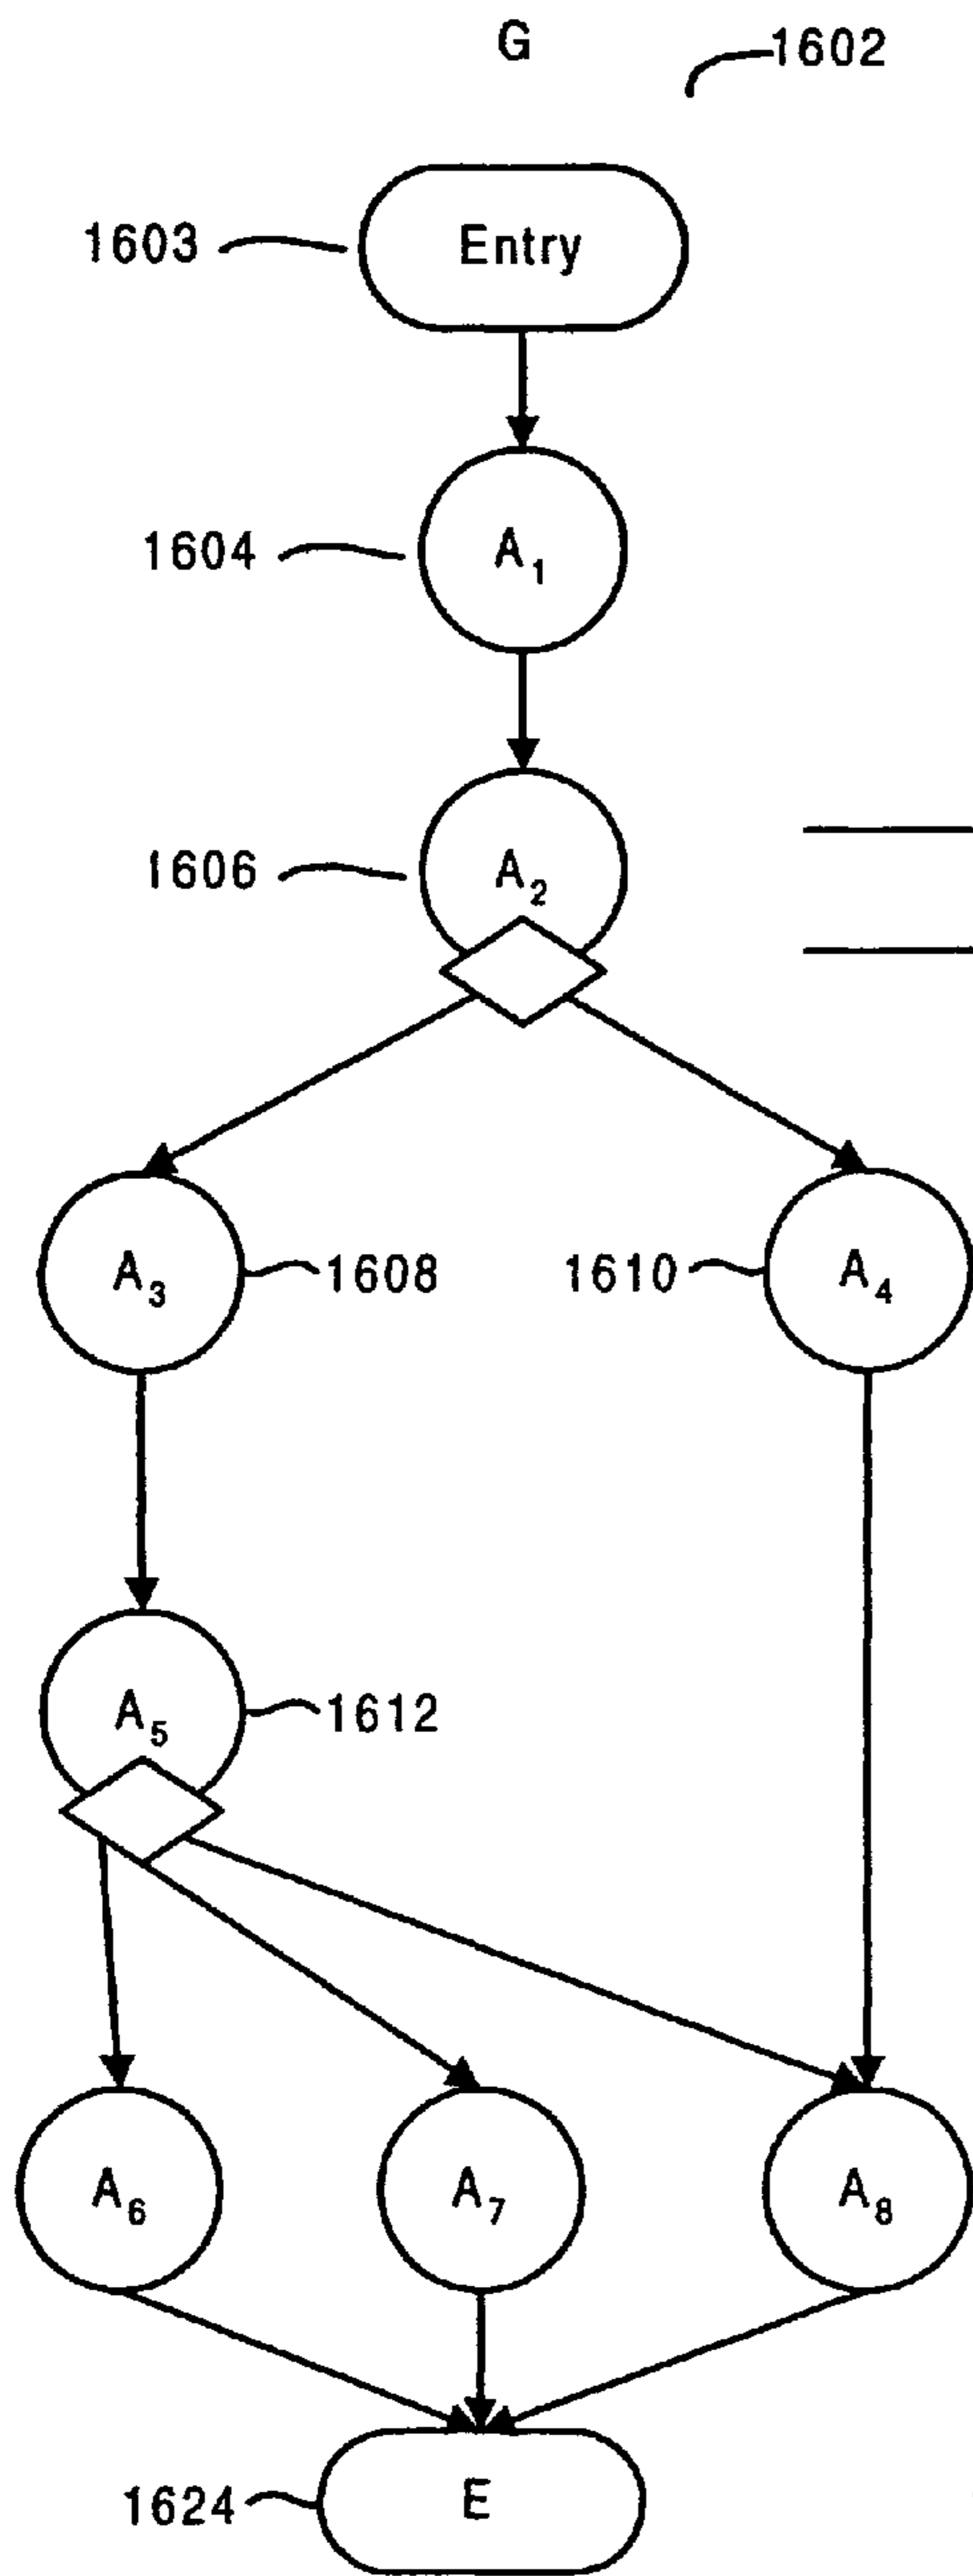 G
1602
1603
Entry
1604
A₁
1606
A₂
A₃
1608
1610
A₄
A₅
1612
A₆
A₇
A₈
1624
E